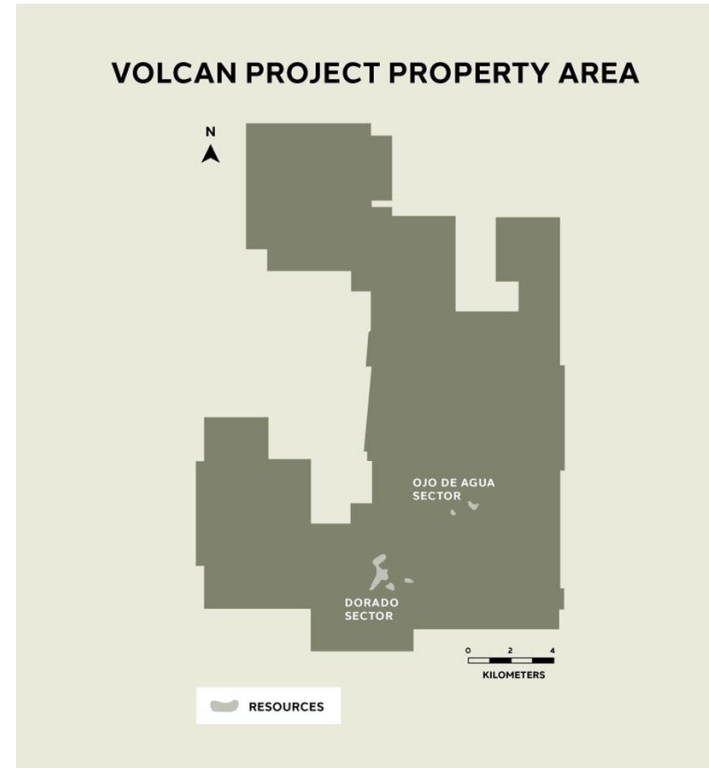 VOLCAN PROJECT PROPERTY AREA
N
OJO DE AGUA
SECTOR
DORADO
SECTOR
0 2 4
KILOMETERS
RESOURCES